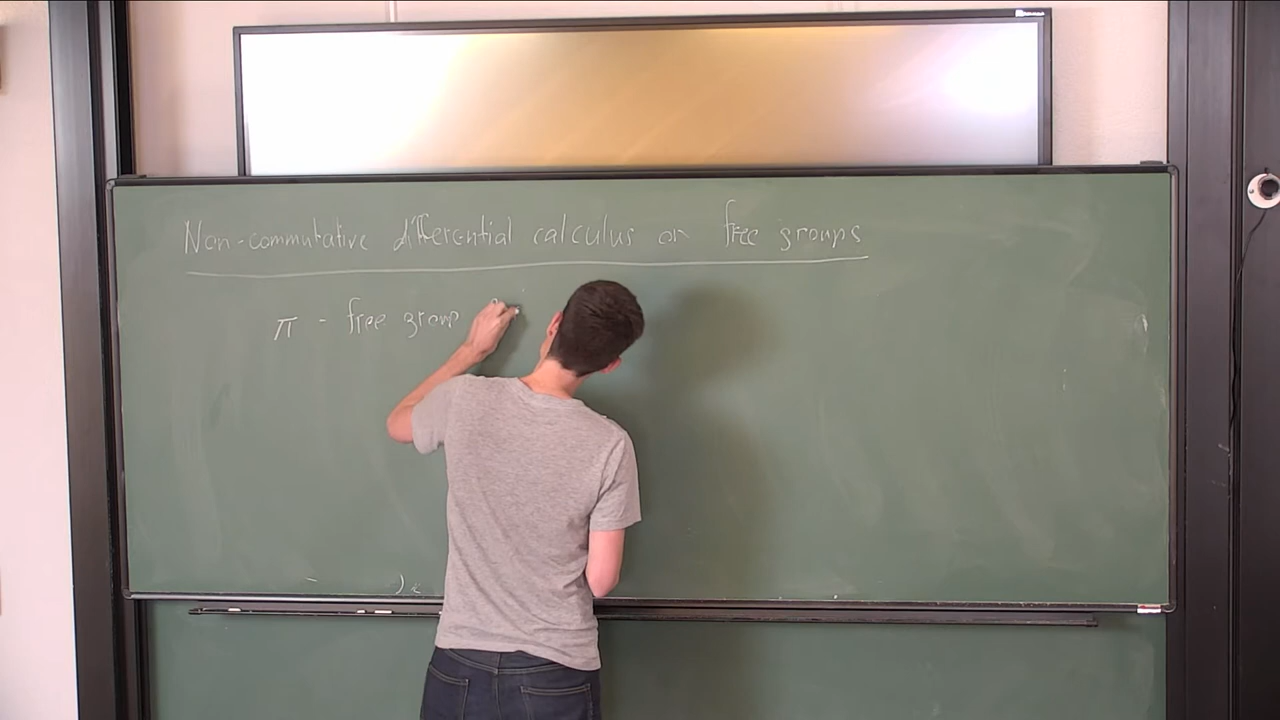 Non-commutative differential calculus on free groups
π - free group